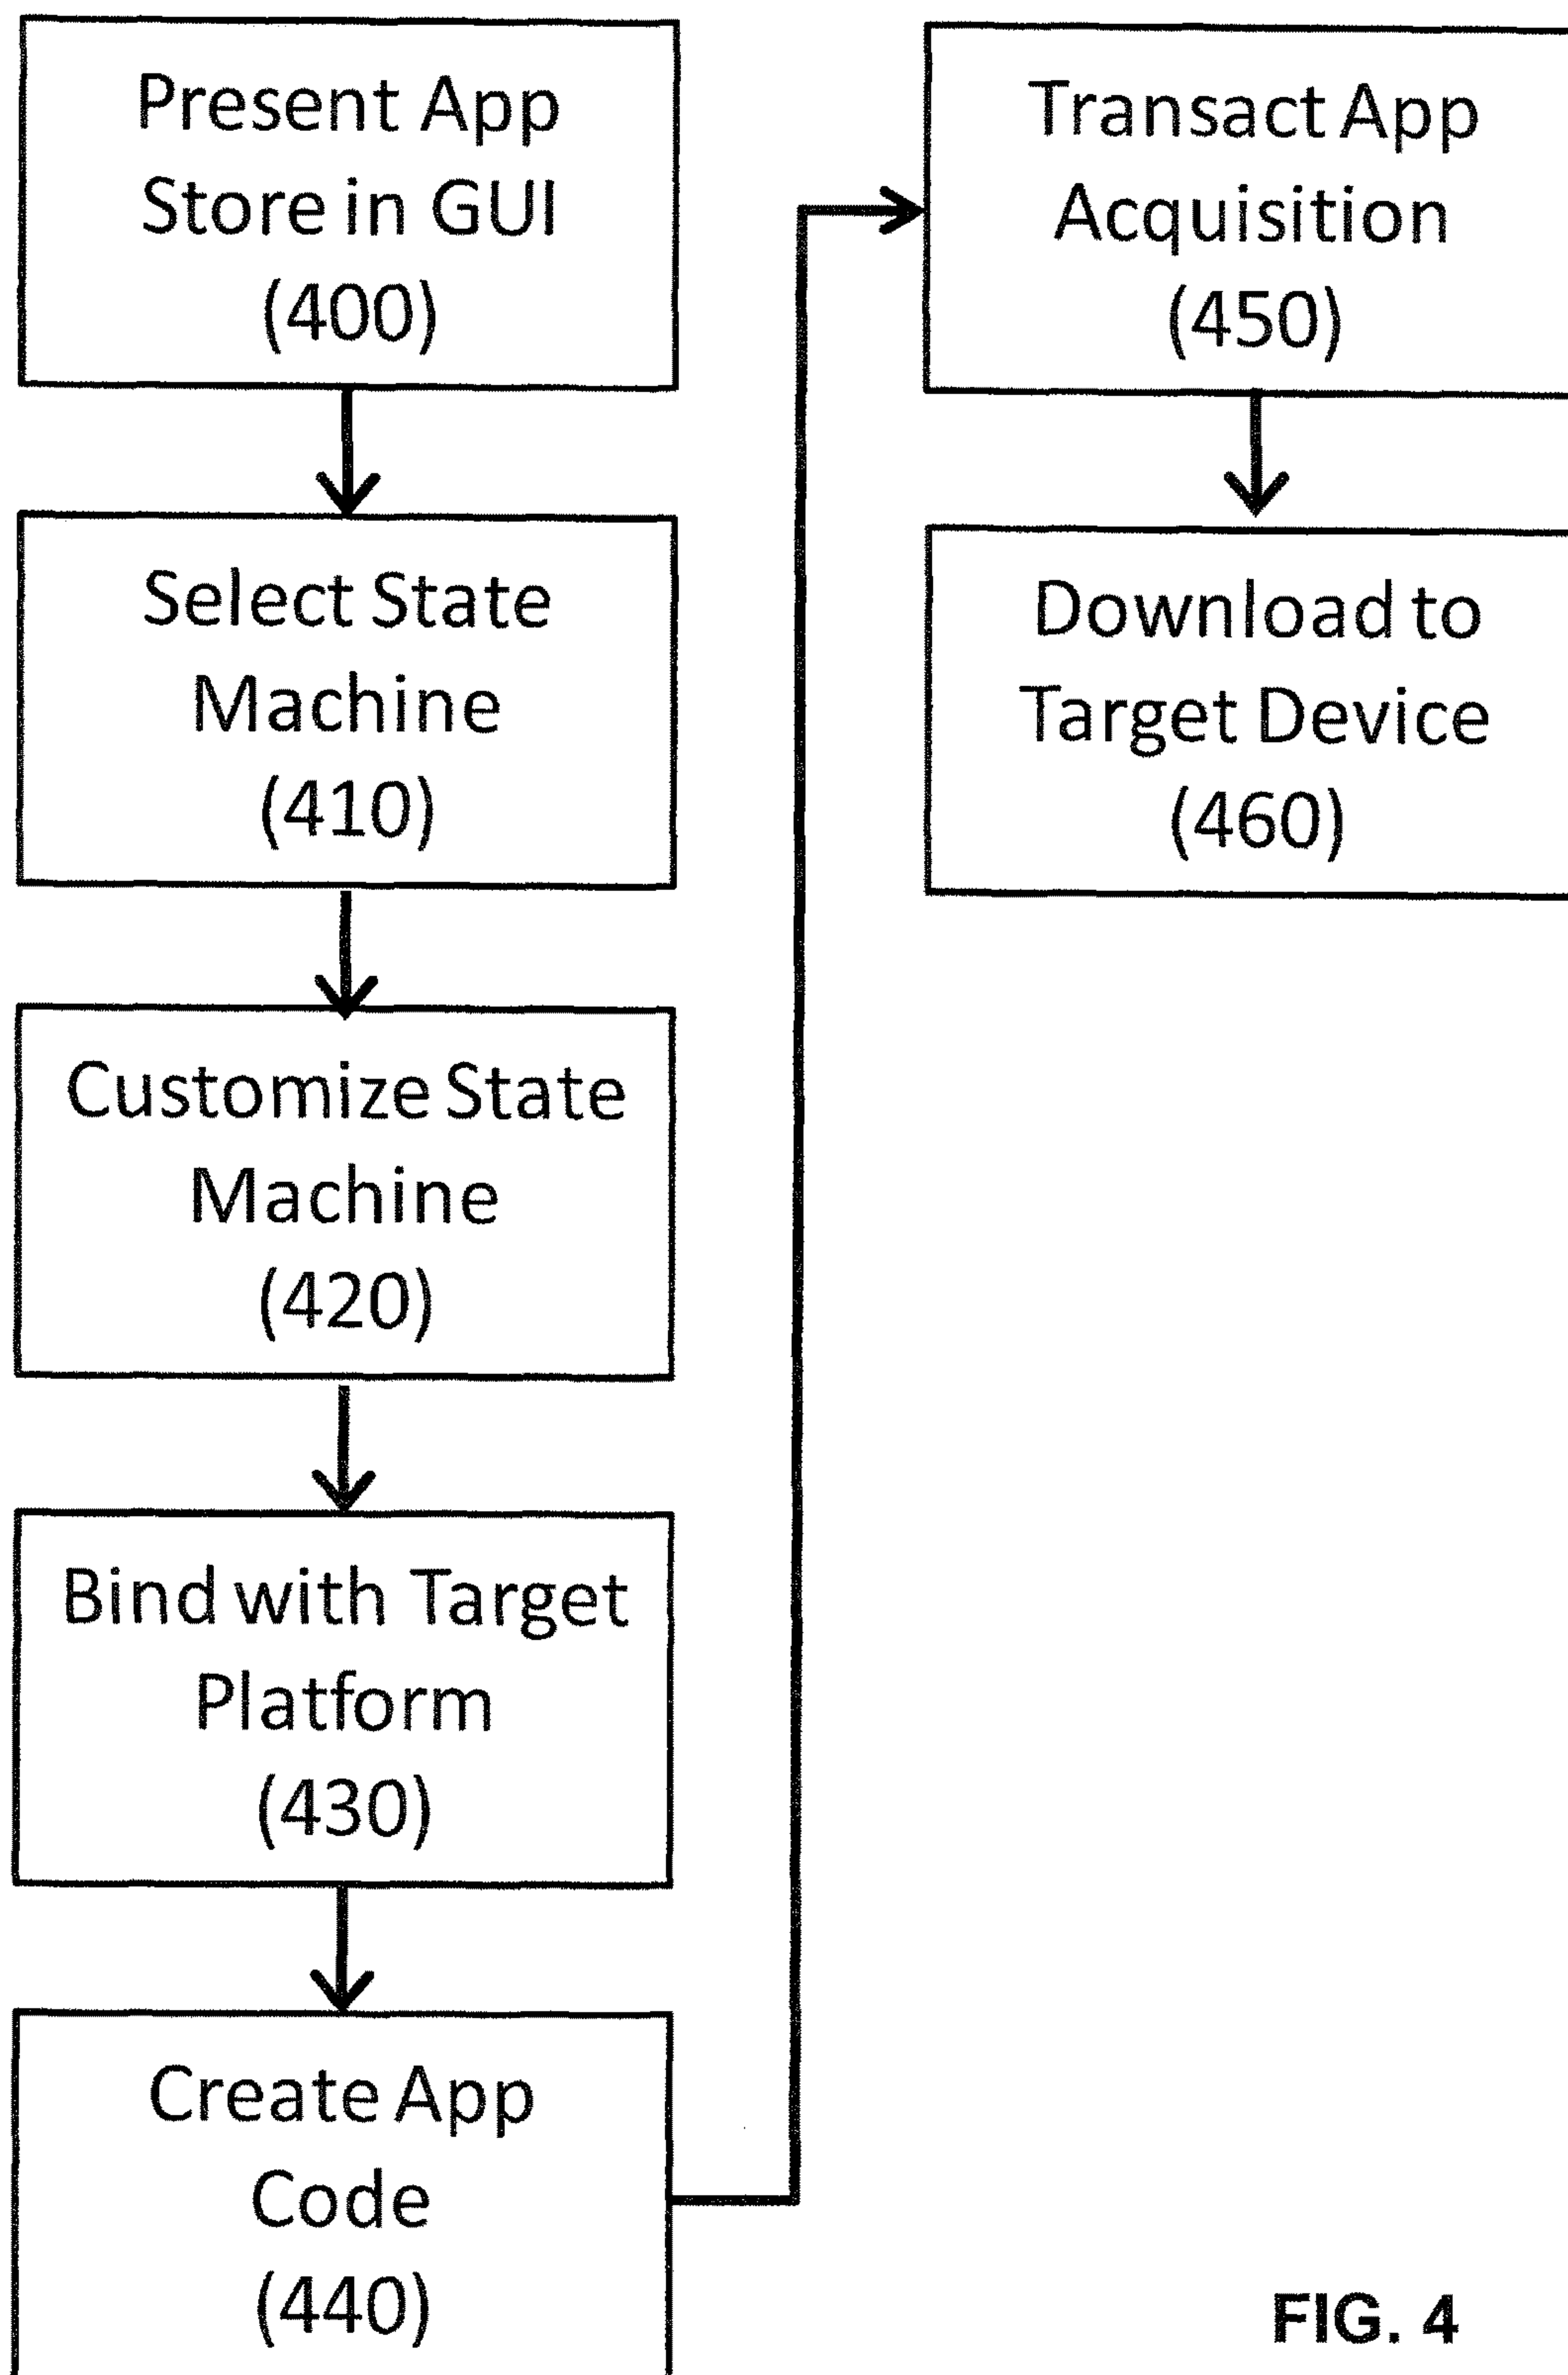 Present App
Store in GUI
(400)
Select State
Machine
(410)
Customize State
Machine
(420)
Bind with Target
Platform
(430)
Create App
Code
(440)
Transact App
Acquisition
(450)
Download to
Target Device
(460)
FIG. 4